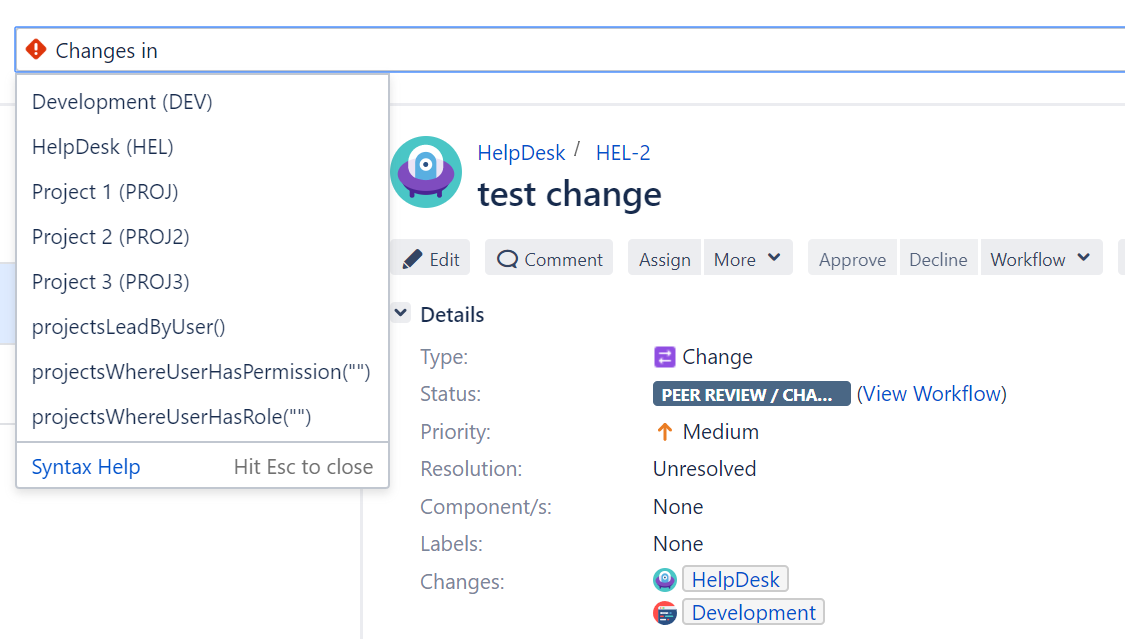 Changes in
Development (DEV)
HelpDesk (HEL)
Project 1 (PROJ)
Project 2 (PROJ2)
Project 3 (PROJ3)
projectsLeadByUser()
projectsWhereUserHasPermission("")
projectsWhereUserHasRole("")
Syntax Help Hit Esc to close
HelpDesk / HEL-2
test change
Edit Comment Assign More Approve Decline Workflow
Details
Type: Change
Status: PEER REVIEW / CHA... (View Workflow)
Priority: Medium
Resolution: Unresolved
Component/s: None
Labels: None
Changes: HelpDesk
Development